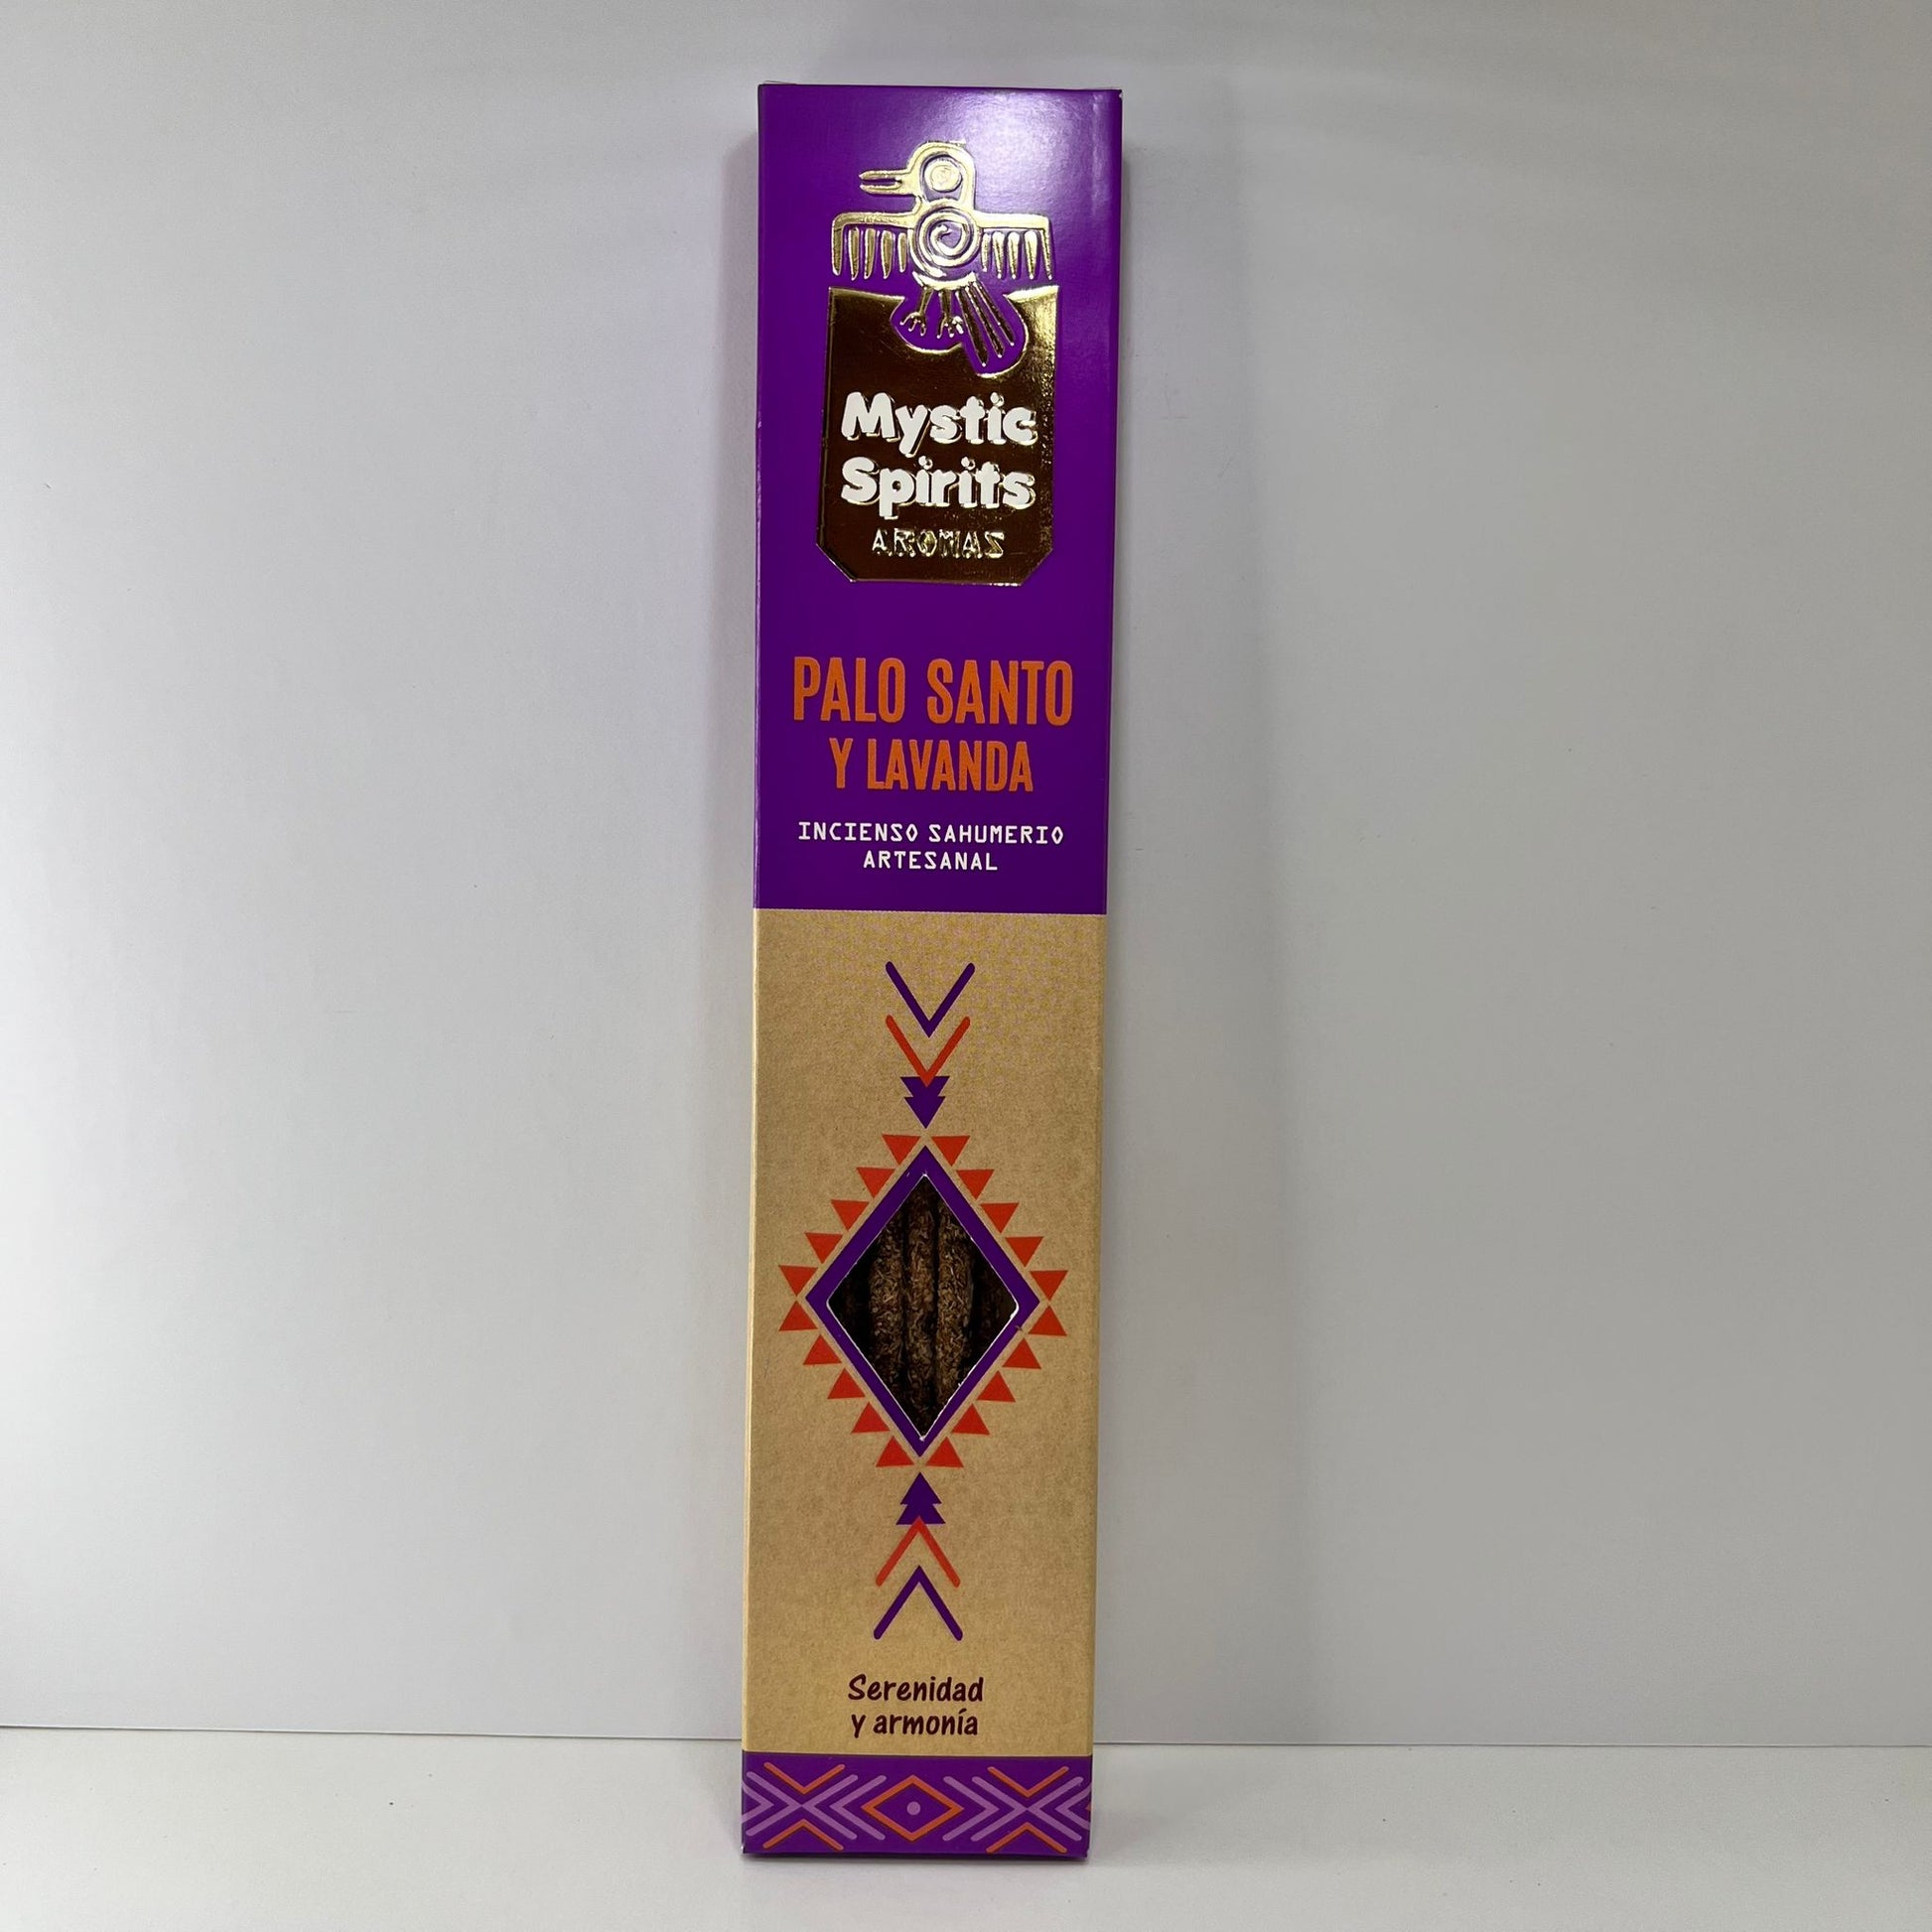 Mystic
Spirits
AROMAS
PALO SANTO
Y LAVANDA
INCIENSO SAHUMERIO
ARTESANAL
Serenidad
y armonía